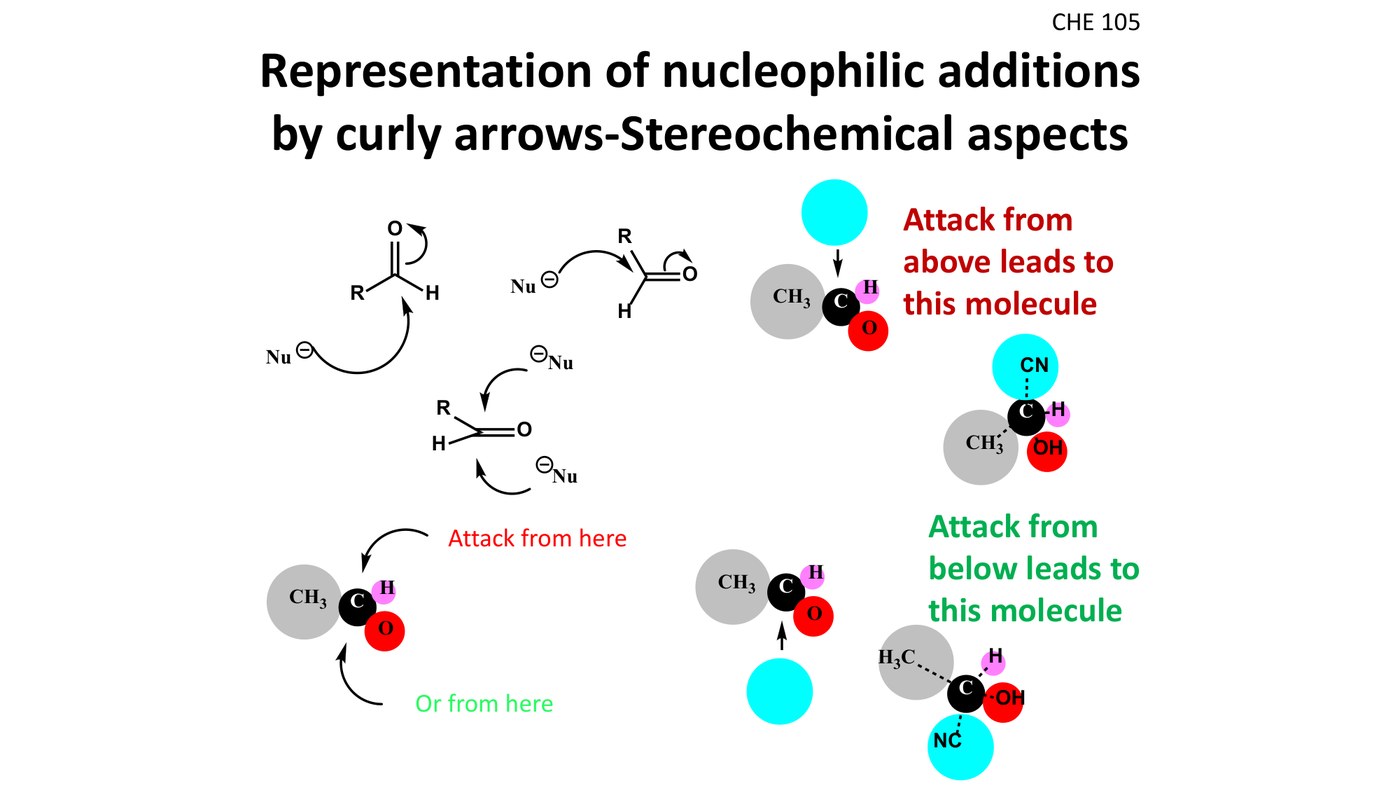 CHE 105
Representation of nucleophilic additions
by curly arrows-Stereochemical aspects
O
R
H
Nu ⊖
R
Nu ⊖
O
H
⊖Nu
R
H
O
⊖Nu
CH₃
C
H
O
Attack from
above leads to
this molecule
CN
C
H
CH₃
OH
Attack from here
CH₃
C
H
O
Or from here
CH₃
C
H
O
Attack from
below leads to
this molecule
H₃C
H
C
OH
NC